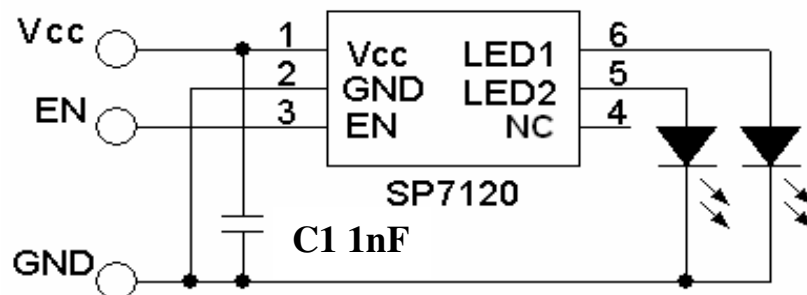 Vcc
1
Vcc
LED1
6
2
GND
LED2
5
EN
3
EN
NC
4
SP7120
C1 1nF
GND